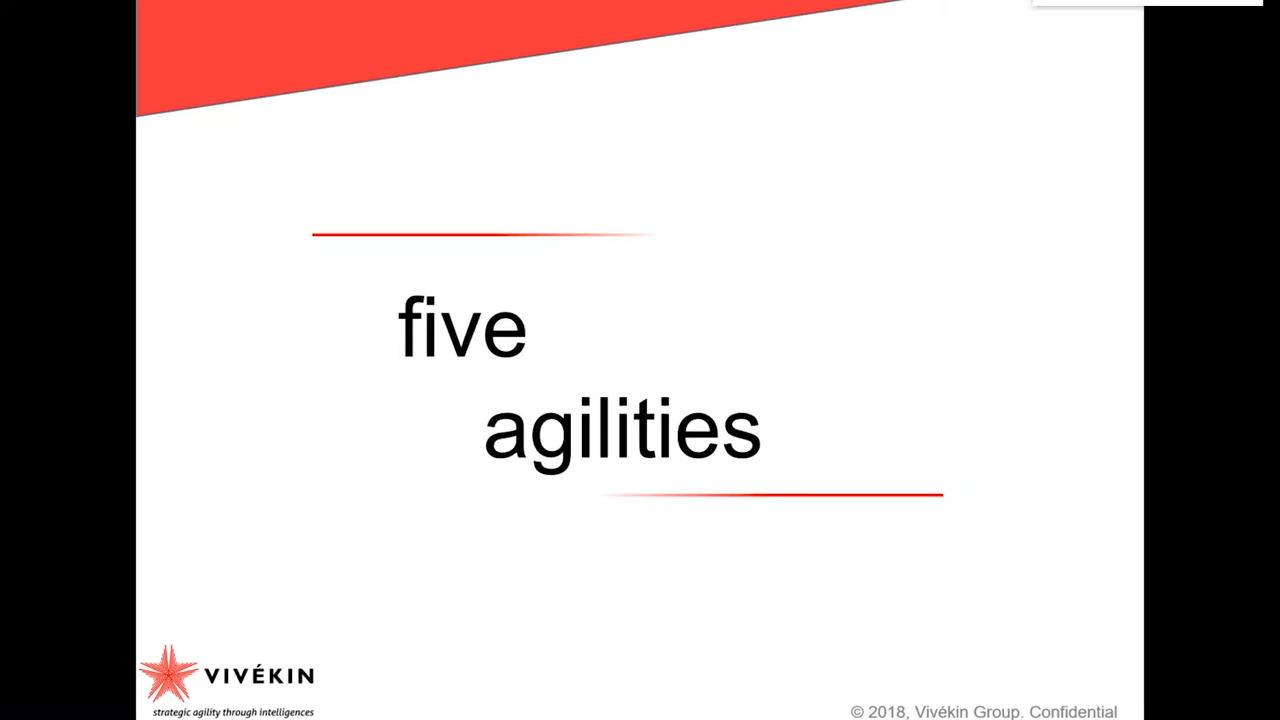 five
agilities
VIVÉKIN
strategic agility through intelligences
© 2018, Vivékin Group. Confidential